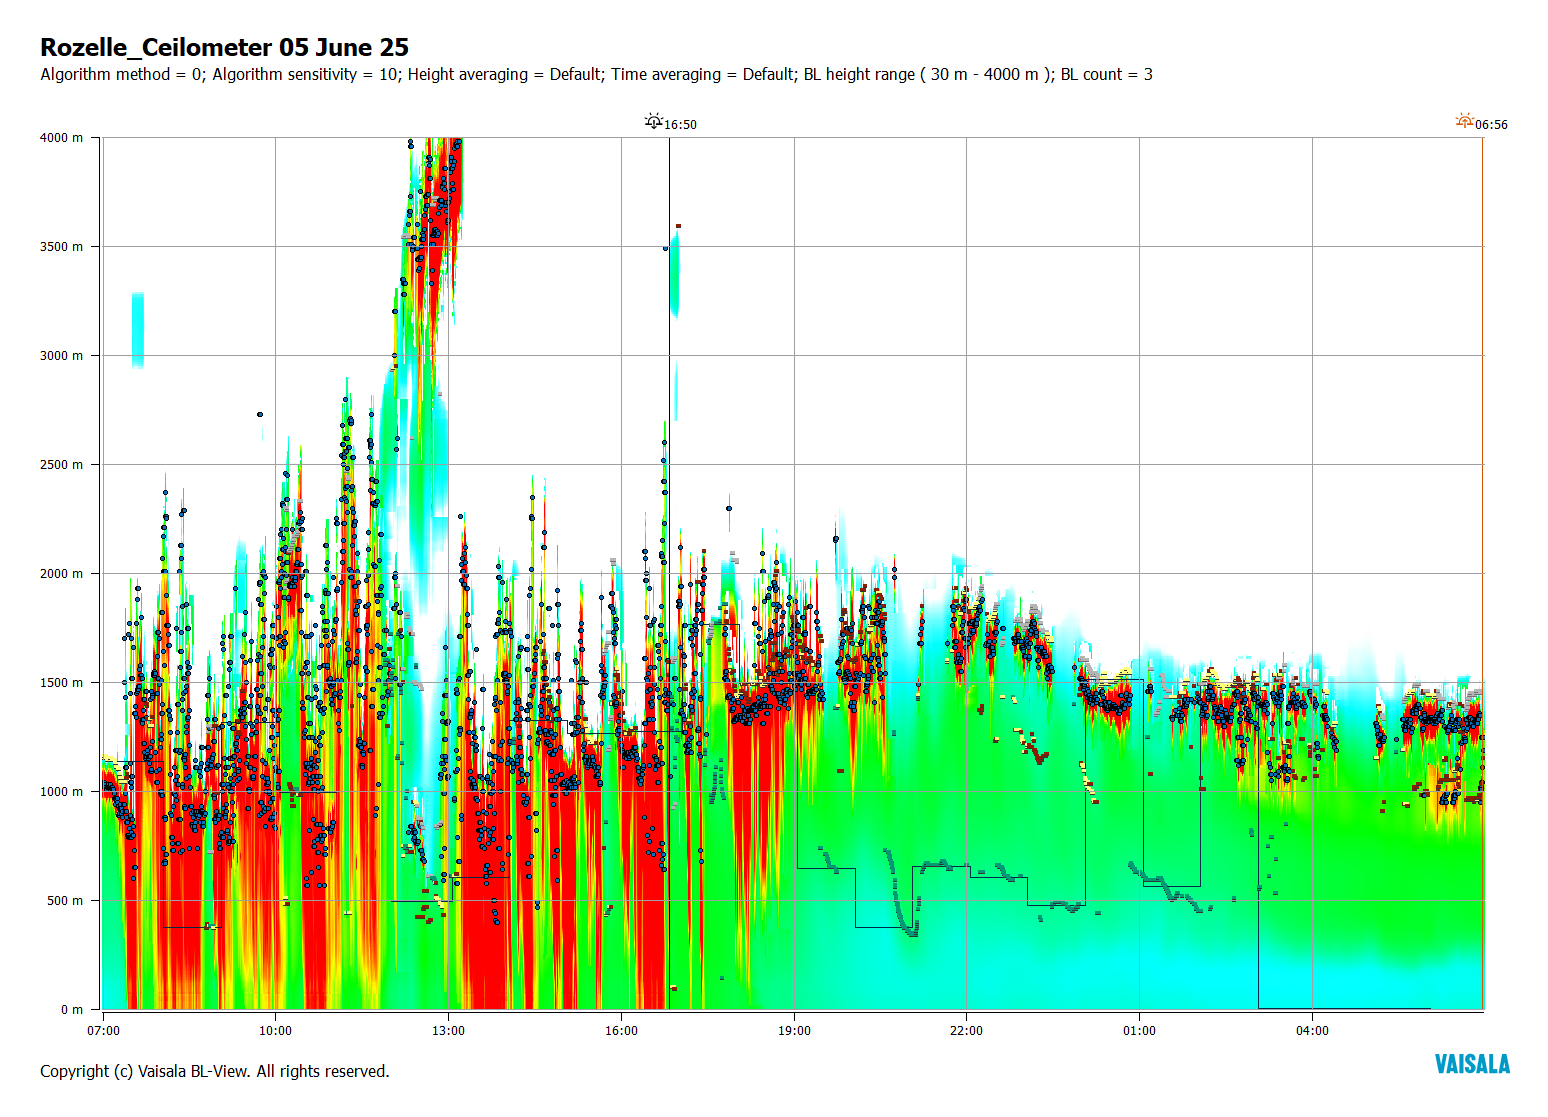 Rozelle_Ceilometer 05 June 25
Algorithm method = 0; Algorithm sensitivity = 10; Height averaging = Default; Time averaging = Default; BL height range ( 30 m - 4000 m ); BL count = 3
16:50
06:56
4000 m
3500 m
3000 m
2500 m
2000 m
1500 m
1000 m
500 m
0 m
07:00 10:00 13:00 16:00 19:00 22:00 01:00 04:00
Copyright (c) Vaisala BL-View. All rights reserved.
VAISALA